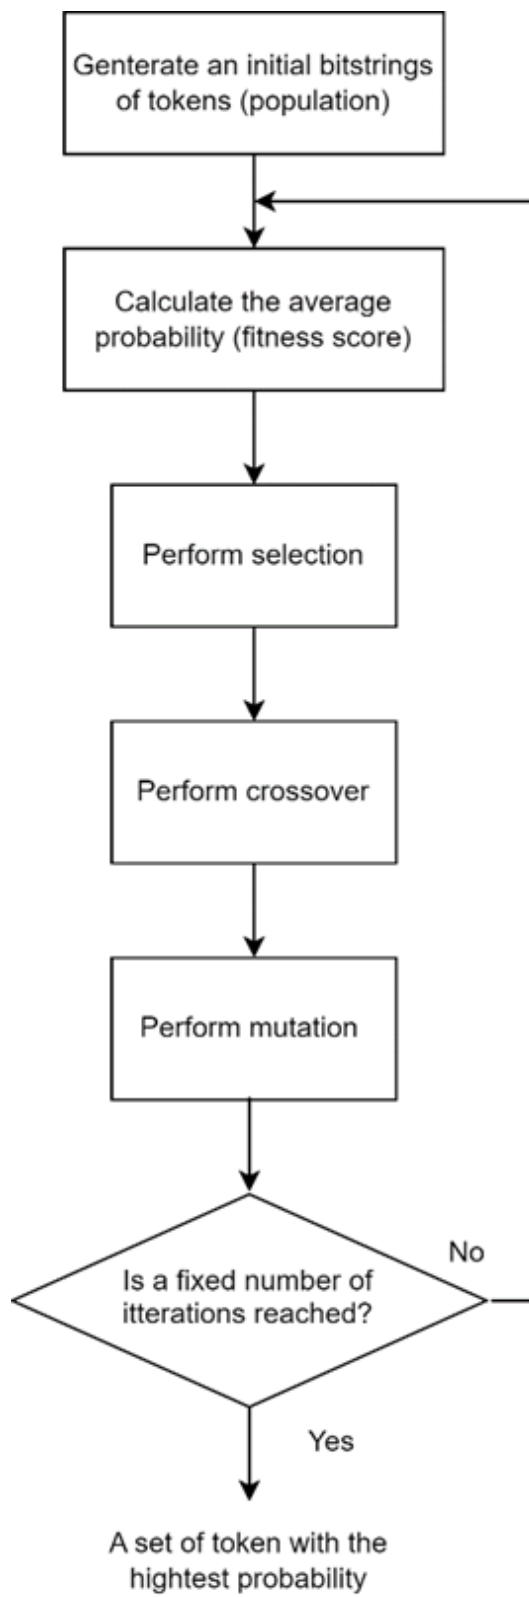 Genterate an initial bitstrings
of tokens (population)
Calculate the average
probability (fitness score)
Perform selection
Perform crossover
Perform mutation
Is a fixed number of
itterations reached?
No
Yes
A set of token with the
highest probability